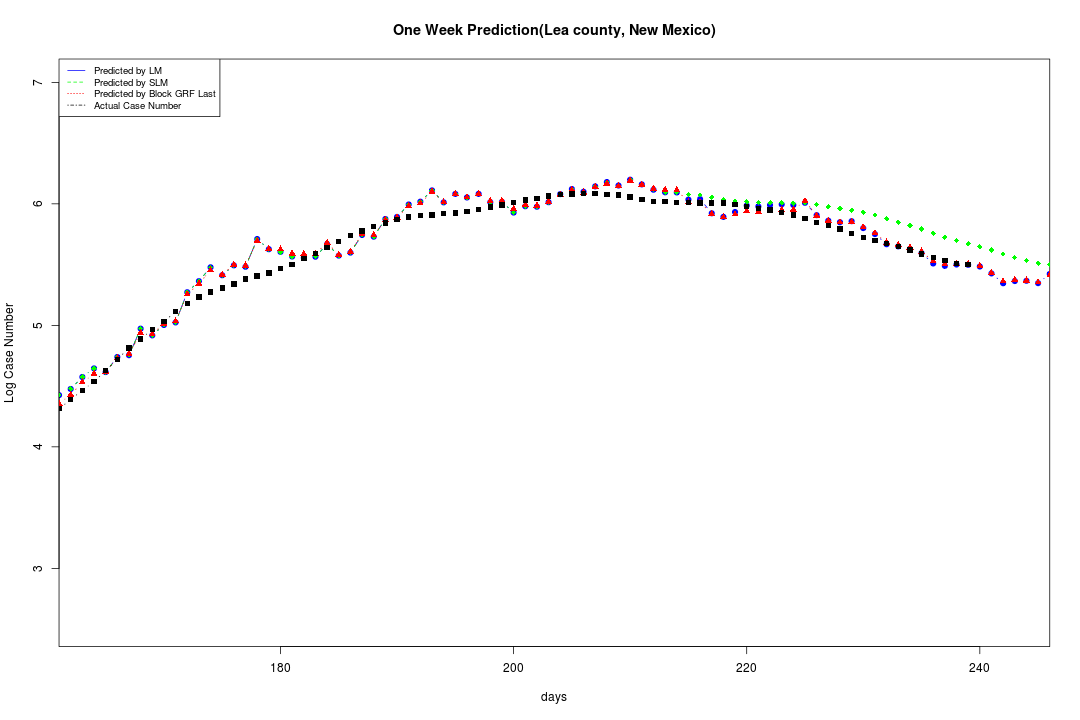 One Week Prediction(Lea county, New Mexico)
Predicted by LM
Predicted by SLM
Predicted by Block GRF Last
Actual Case Number
7
6
5
4
3
Log Case Number
180 200 220 240
days